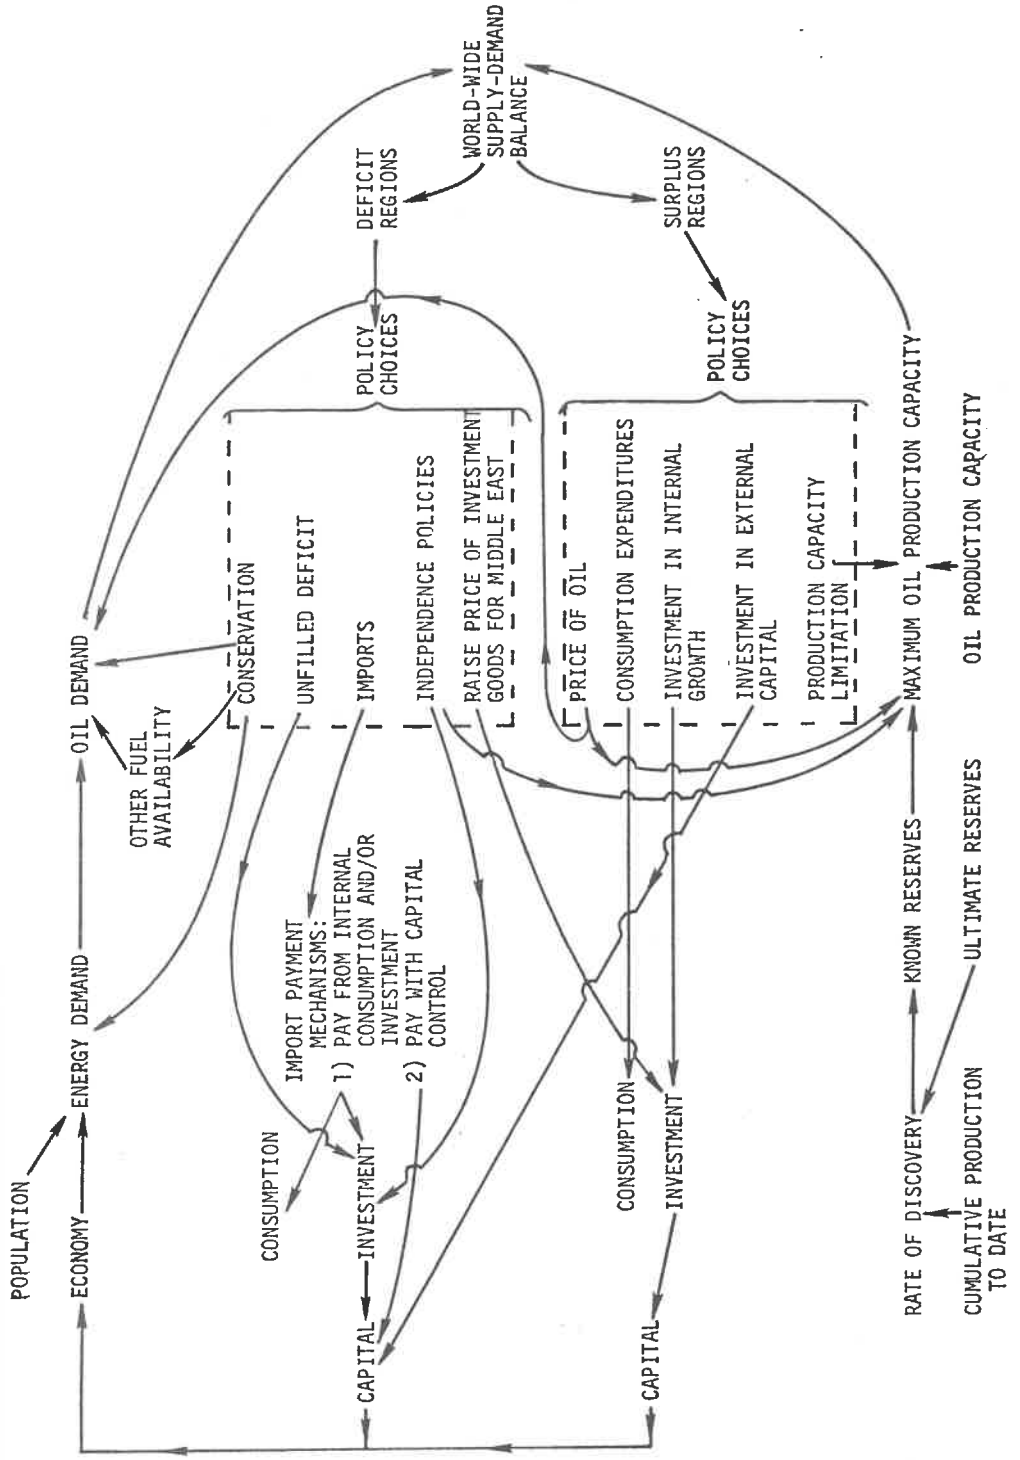 POPULATION
ECONOMY
ENERGY DEMAND
OIL DEMAND
OTHER FUEL
AVAILABILITY
WORLD-WIDE
SUPPLY-DEMAND
BALANCE
DEFICIT
REGIONS
POLICY
CHOICES
CONSERVATION
UNFILLED DEFICIT
IMPORTS
INDEPENDENCE POLICIES
RAISE PRICE OF INVESTMENT
GOODS FOR MIDDLE EAST
IMPORT PAYMENT
MECHANISMS:
1) PAY FROM INTERNAL
CONSUMPTION AND/OR
INVESTMENT
2) PAY WITH CAPITAL
CONTROL
CONSUMPTION
INVESTMENT
CAPITAL
SURPLUS
REGIONS
POLICY
CHOICES
PRICE OF OIL
CONSUMPTION EXPENDITURES
INVESTMENT IN INTERNAL
GROWTH
INVESTMENT IN EXTERNAL
CAPITAL
PRODUCTION CAPACITY
LIMITATION
CONSUMPTION
INVESTMENT
CAPITAL
RATE OF DISCOVERY
KNOWN RESERVES
MAXIMUM OIL PRODUCTION CAPACITY
CUMULATIVE PRODUCTION
TO DATE
ULTIMATE RESERVES
OIL PRODUCTION CAPACITY